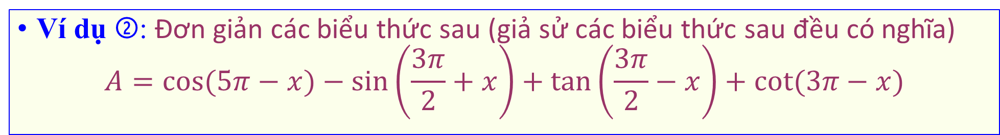 • Ví dụ ②: Đơn giản các biểu thức sau (giả sử các biểu thức sau đều có nghĩa)
A = cos(5π − x) − sin(3π/2 + x) + tan(3π/2 − x) + cot(3π − x)